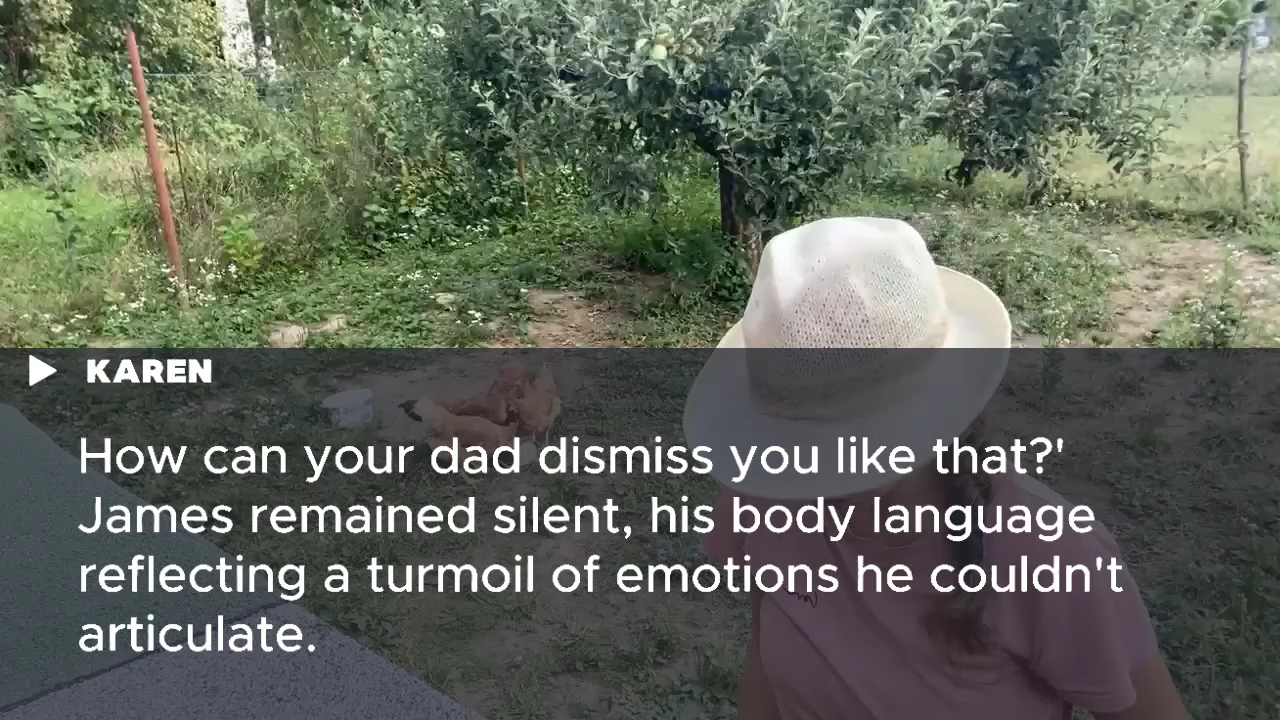 KAREN
How can your dad dismiss you like that?'
James remained silent, his body language
reflecting a turmoil of emotions he couldn't
articulate.